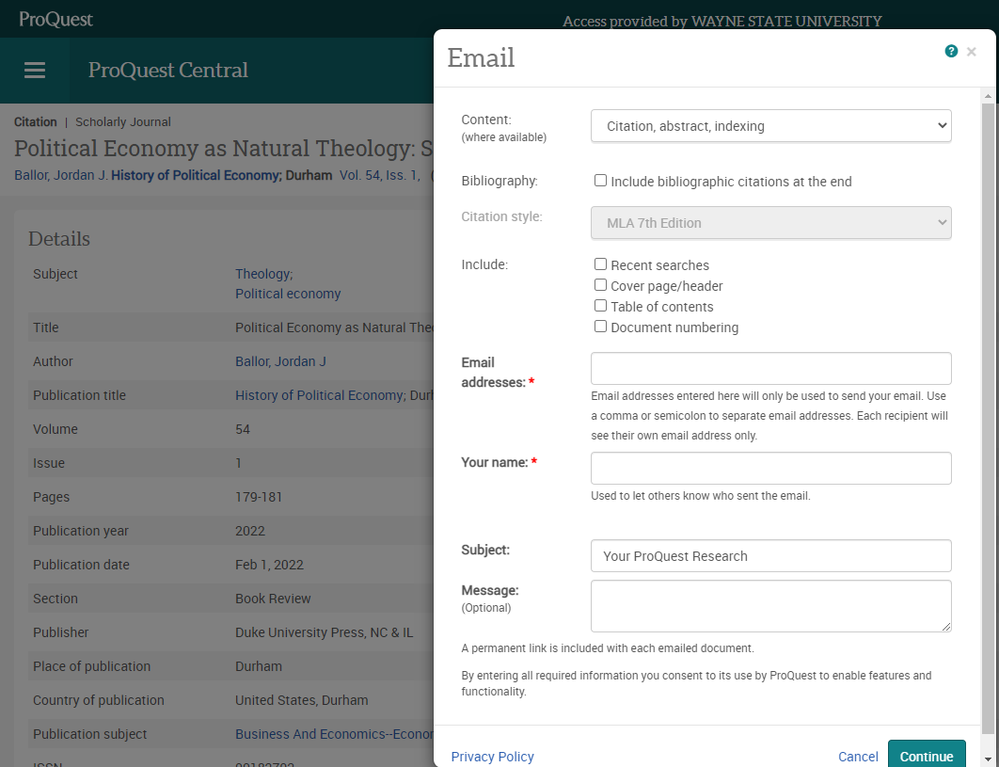 ProQuest
Access provided by WAYNE STATE UNIVERSITY
ProQuest Central
Citation | Scholarly Journal
Political Economy as Natural Theology: S
Ballor, Jordan J. History of Political Economy; Durham Vol. 54, Iss. 1, (
Details
Subject
Theology;
Political economy
Title
Political Economy as Natural
Author
Ballor, Jordan J
Publication title
History of Political Economy;
Volume
54
Issue
1
Pages
179-181
Publication year
2022
Publication date
Feb 1, 2022
Section
Book Review
Publisher
Duke University Press, NC & IL
Place of publication
Durham
Country of publication
United States, Durham
Publication subject
Business And Economics--
Email
?
×
Content:
(where available)
Citation, abstract, indexing
Bibliography:
Include bibliographic citations at the end
Citation style:
MLA 7th Edition
Include:
Recent searches
Cover page/header
Table of contents
Document numbering
Email
addresses: *
Email addresses entered here will only be used to send your email. Use
a comma or semicolon to separate email addresses. Each recipient will
see their own email address only.
Your name: *
Used to let others know who sent the email.
Subject:
Your ProQuest Research
Message:
(Optional)
A permanent link is included with each emailed document.
By entering all required information you consent to its use by ProQuest to enable features and
functionality.
Privacy Policy
Cancel
Continue